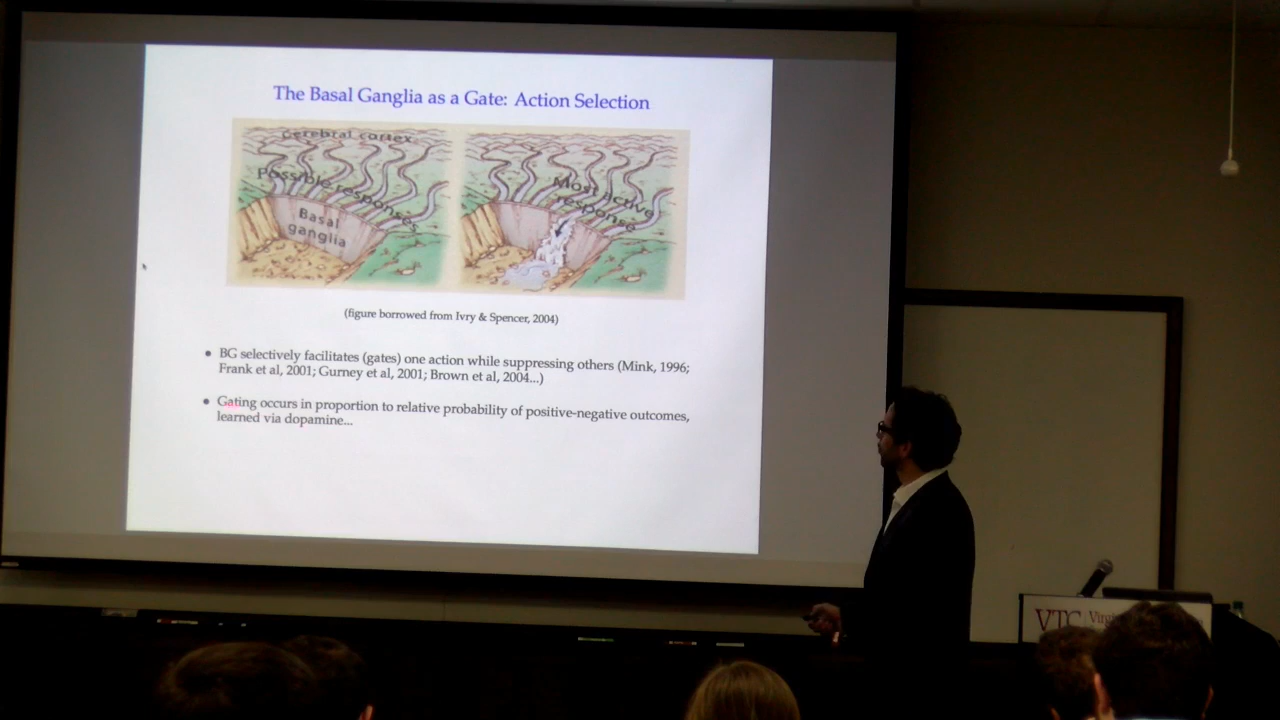 The Basal Ganglia as a Gate: Action Selection
Cerebral cortex
Possible responses
Basal
ganglia
Most active
response
(figure borrowed from Ivry & Spencer, 2004)
• BG selectively facilitates (gates) one action while suppressing others (Mink, 1996;
Frank et al, 2001; Gurney et al, 2001; Brown et al, 2004...)
• Gating occurs in proportion to relative probability of positive-negative outcomes,
learned via dopamine...
VTC